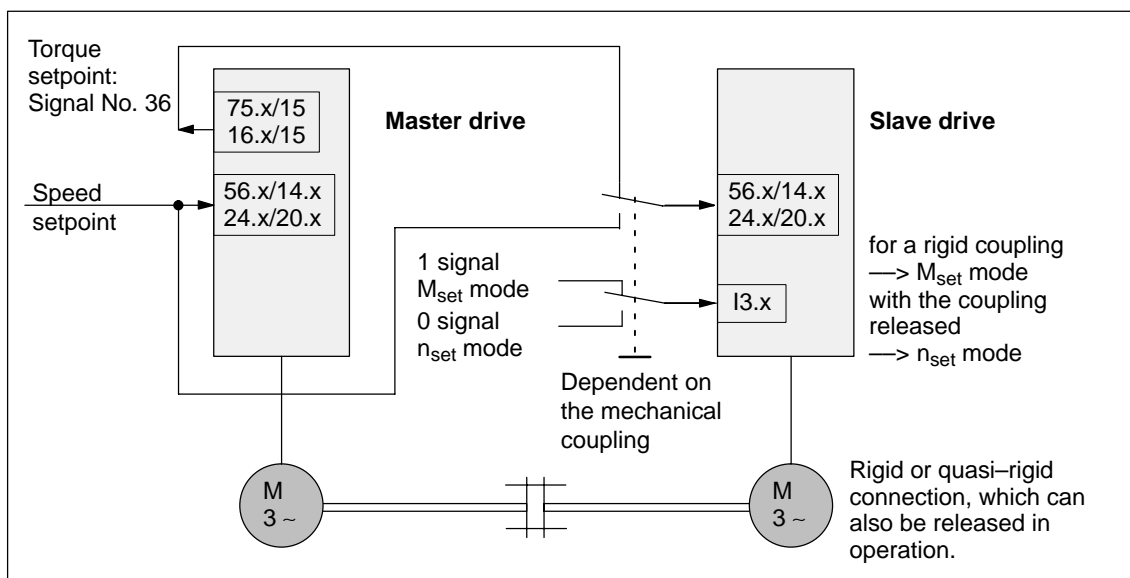 Torque
setpoint:
Signal No. 36
75.x/15
16.x/15
Master drive
Slave drive
Speed
setpoint
56.x/14.x
24.x/20.x
56.x/14.x
24.x/20.x
1 signal
Mset mode
0 signal
nset mode
I3.x
for a rigid coupling
—> Mset mode
with the coupling
released
—> nset mode
Dependent on
the mechanical
coupling
M
3 ~
M
3 ~
Rigid or quasi–rigid
connection, which can
also be released in
operation.